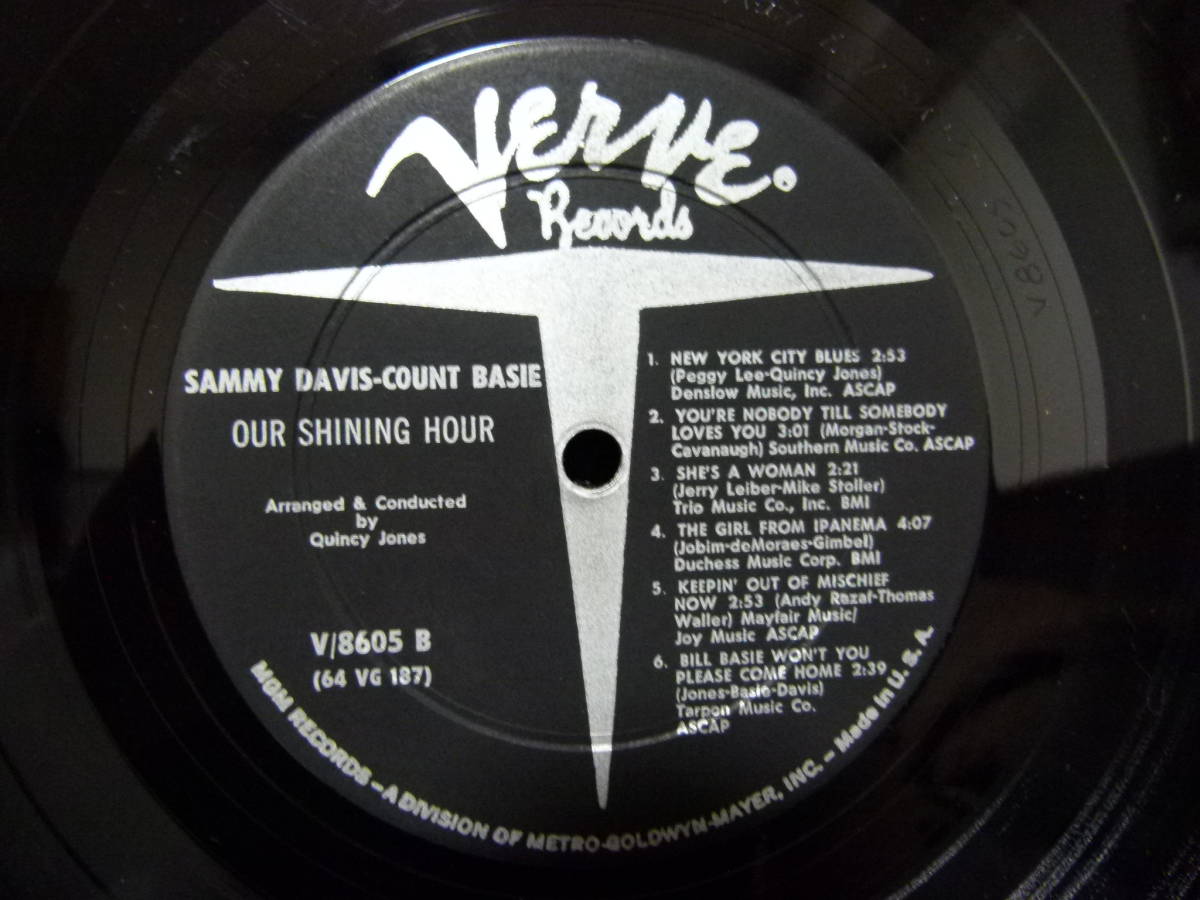 Verve
Records
SAMMY DAVIS-COUNT BASIE
OUR SHINING HOUR
Arranged & Conducted
by
Quincy Jones
V/8605 B
(64 VG 187)
1. NEW YORK CITY BLUES 2:53
(Peggy Lee-Quincy Jones)
Denslow Music, Inc. ASCAP
2. YOU'RE NOBODY TILL SOMEBODY
LOVES YOU 3:01 (Morgan-Stock-
Cavanaugh) Southern Music Co. ASCAP
3. SHE'S A WOMAN 2:21
(Jerry Leiber-Mike Stoller)
Trio Music Co., Inc. BMI
4. THE GIRL FROM IPANEMA 4:07
(Jobim-deMoraes-Gimbel)
Duchess Music Corp. BMI
5. KEEPIN' OUT OF MISCHIEF
NOW 2:53 (Andy Razaf-Thomas
Waller) Mayfair Music/
Joy Music ASCAP
6. BILL BASIE WON'T YOU
PLEASE COME HOME 2:39
(Jones-Basie-Davis)
Tarpon Music Co.
ASCAP
MGM RECORDS – A DIVISION OF METRO-GOLDWYN-MAYER, INC. – Made in U. S. A.
V8605